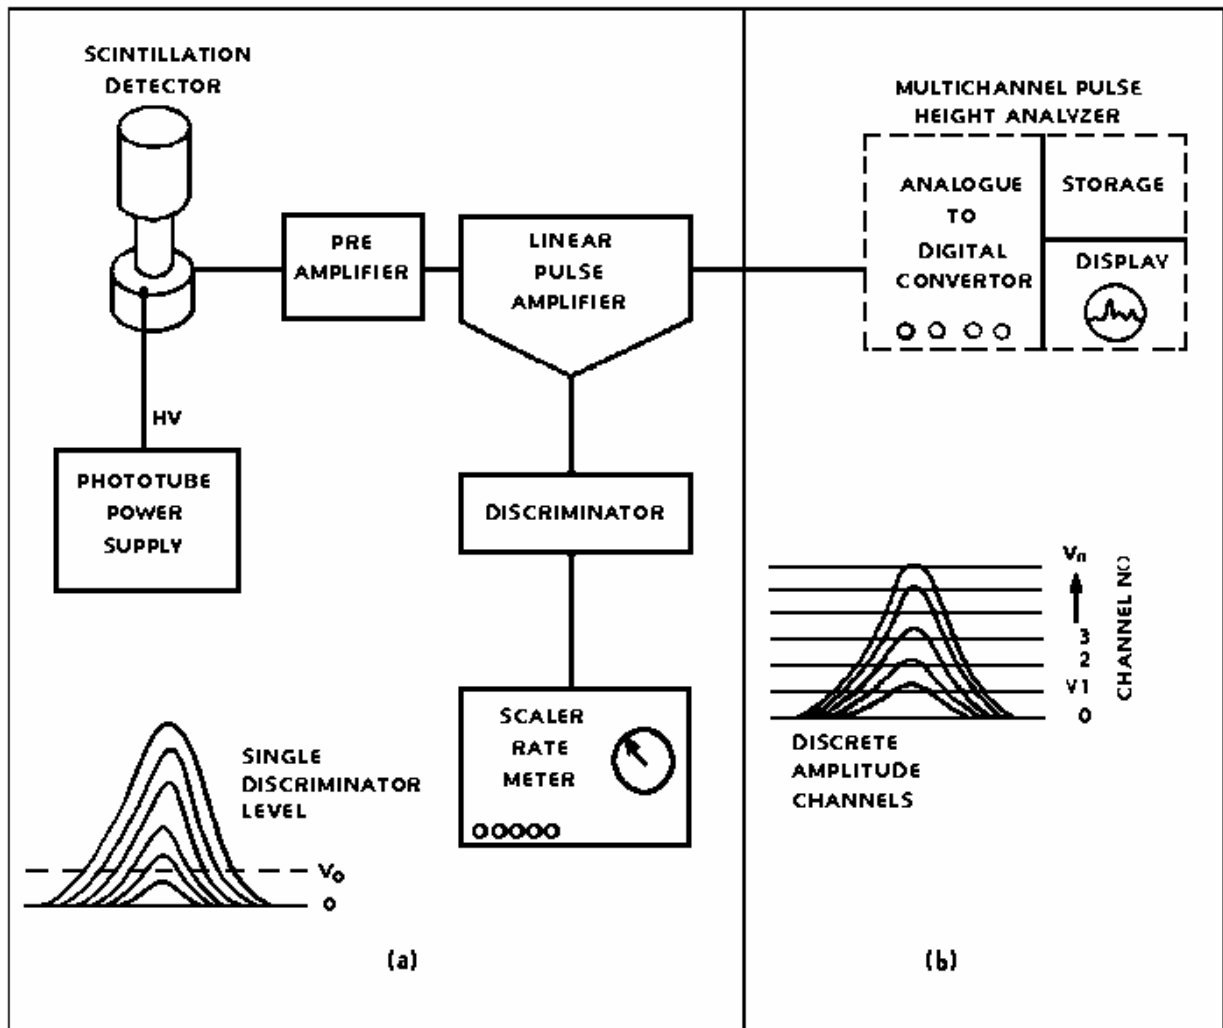 SCINTILLATION
DETECTOR
PRE
AMPLIFIER
LINEAR
PULSE
AMPLIFIER
HV
PHOTOTUBE
POWER
SUPPLY
DISCRIMINATOR
SCALER
RATE
METER
SINGLE
DISCRIMINATOR
LEVEL
V₀
0
(a)
MULTICHANNEL PULSE
HEIGHT ANALYZER
ANALOGUE
TO
DIGITAL
CONVERTOR
STORAGE
DISPLAY
Vn
3
2
V1
0
CHANNEL NO
DISCRETE
AMPLITUDE
CHANNELS
(b)